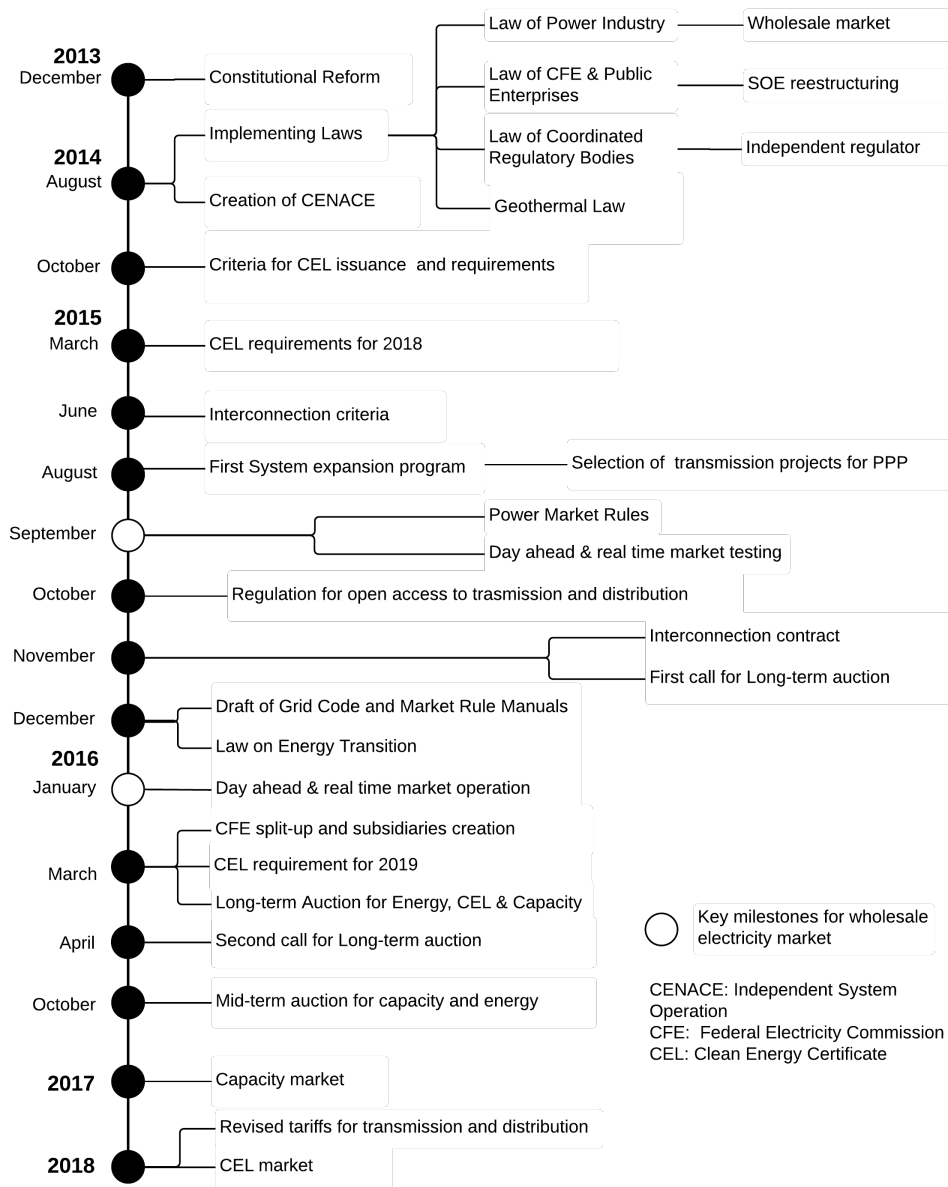 2013
December
Constitutional Reform
Law of Power Industry
Wholesale market
Law of CFE & Public
Enterprises
SOE reestructuring
Implementing Laws
Law of Coordinated
Regulatory Bodies
Independent regulator
2014
August
Creation of CENACE
Geothermal Law
October
Criteria for CEL issuance and requirements
2015
March
CEL requirements for 2018
June
Interconnection criteria
August
First System expansion program
Selection of transmission projects for PPP
September
Power Market Rules
Day ahead & real time market testing
October
Regulation for open access to trasmission and distribution
November
Interconnection contract
First call for Long-term auction
December
Draft of Grid Code and Market Rule Manuals
Law on Energy Transition
2016
January
Day ahead & real time market operation
March
CFE split-up and subsidiaries creation
CEL requirement for 2019
Long-term Auction for Energy, CEL & Capacity
April
Second call for Long-term auction
October
Mid-term auction for capacity and energy
2017
Capacity market
2018
Revised tariffs for transmission and distribution
CEL market
Key milestones for wholesale
electricity market
CENACE: Independent System
Operation
CFE: Federal Electricity Commission
CEL: Clean Energy Certificate